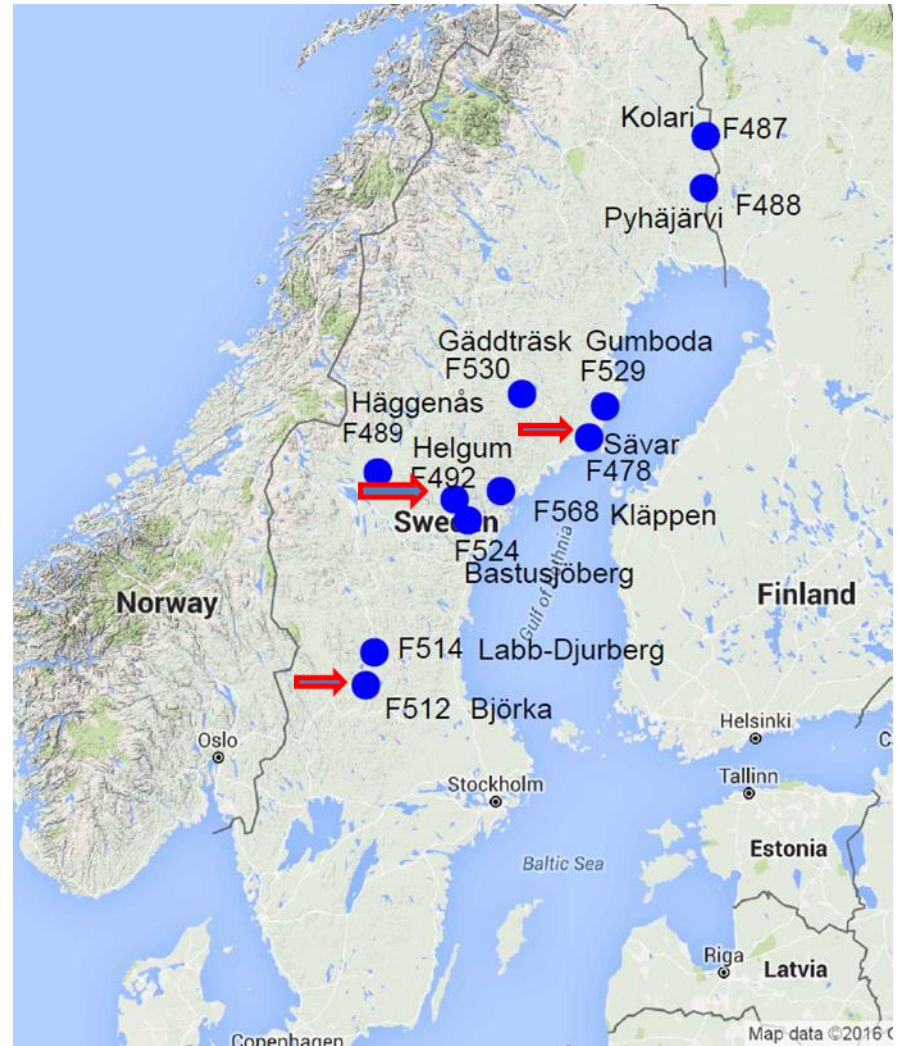 Kolari
F487
F488
Pyhäjärvi
Gäddträsk Gumboda
F530 F529
Häggenås
F489
Helgum
F492
Sävar
F478
Sweden
F568 Kläppen
F524
Bastusjöberg
Gulf of Bothnia
Norway
Finland
F514 Labb-Djurberg
F512 Björka
Oslo
Helsinki
Tallinn
Stockholm
Estonia
Baltic Sea
Riga
Latvia
Copenhagen
Map data ©2016